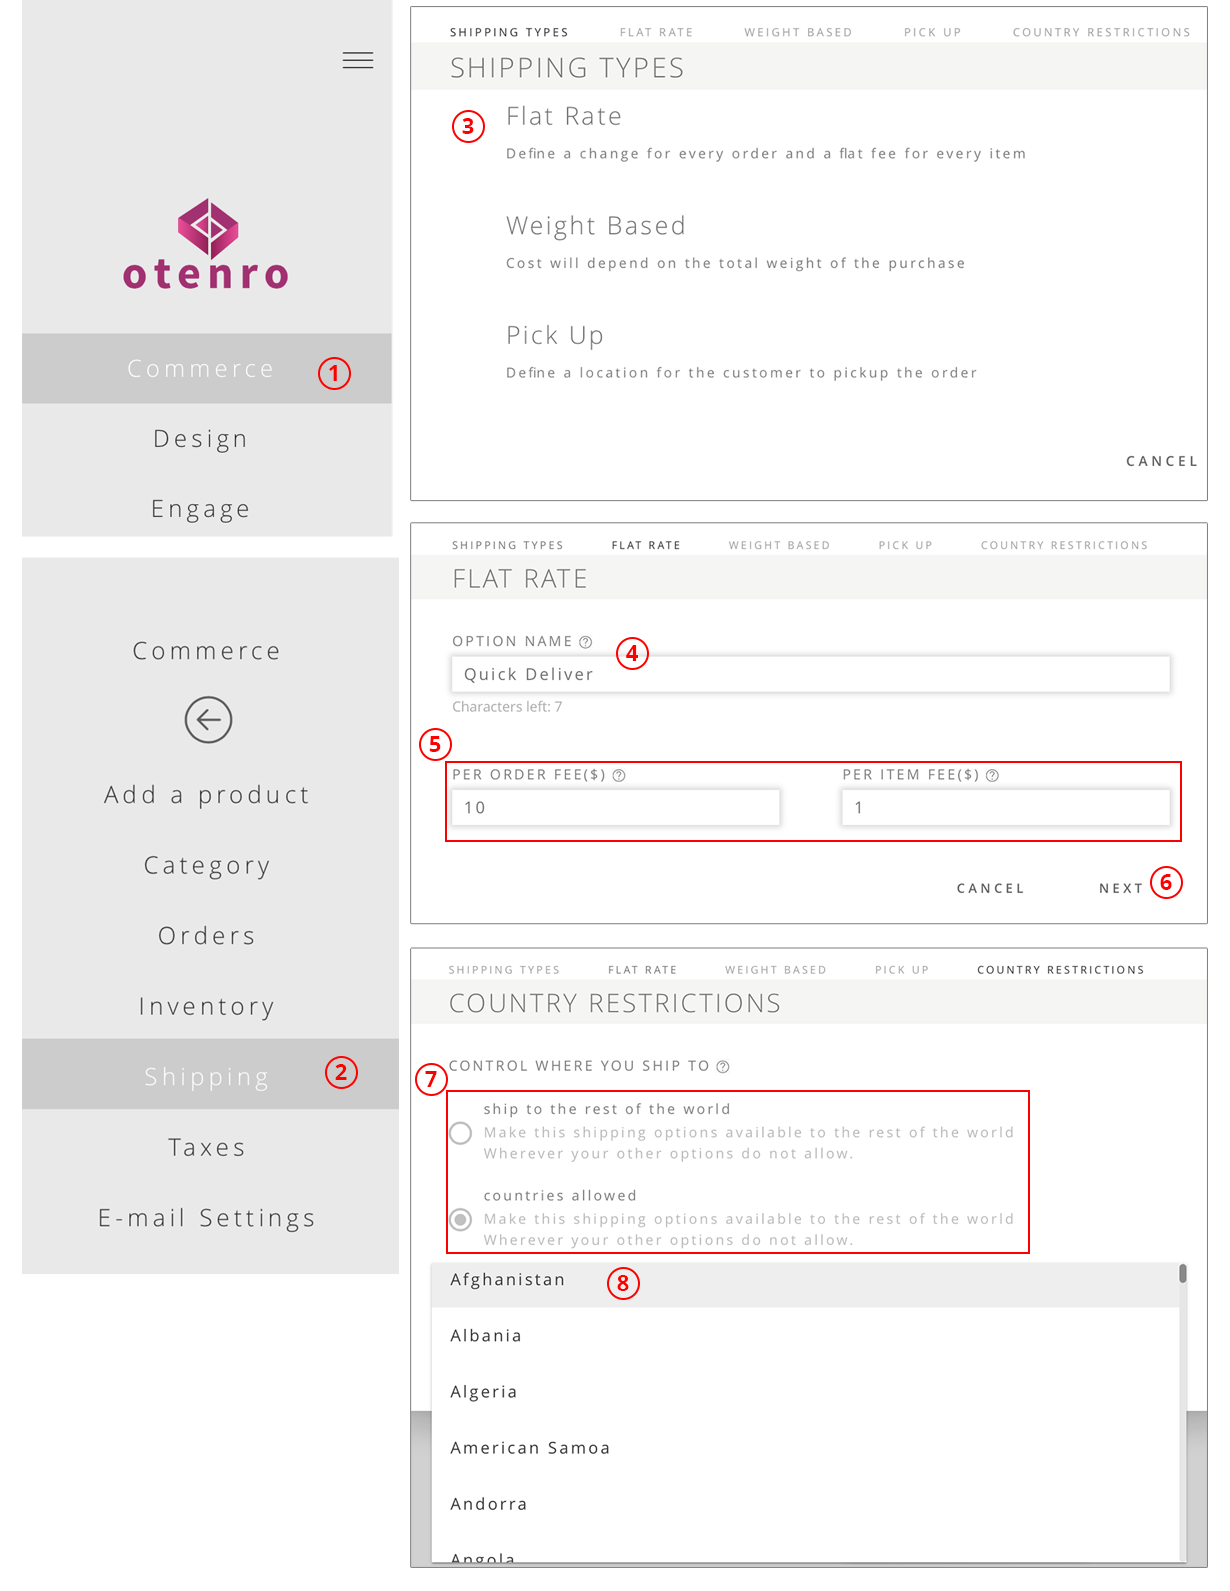 otenro
Commerce
1
Design
Engage
Commerce
Add a product
Category
Orders
Inventory
Shipping
2
Taxes
E-mail Settings
SHIPPING TYPES FLAT RATE WEIGHT BASED PICK UP COUNTRY RESTRICTIONS
SHIPPING TYPES
3
Flat Rate
Define a change for every order and a flat fee for every item
Weight Based
Cost will depend on the total weight of the purchase
Pick Up
Define a location for the customer to pickup the order
CANCEL
SHIPPING TYPES FLAT RATE WEIGHT BASED PICK UP COUNTRY RESTRICTIONS
FLAT RATE
OPTION NAME ?
4
Quick Deliver
Characters left: 7
5
PER ORDER FEE($) ? PER ITEM FEE($) ?
10 1
CANCEL NEXT 6
SHIPPING TYPES FLAT RATE WEIGHT BASED PICK UP COUNTRY RESTRICTIONS
COUNTRY RESTRICTIONS
CONTROL WHERE YOU SHIP TO ?
7
ship to the rest of the world
Make this shipping options available to the rest of the world
Wherever your other options do not allow.
countries allowed
Make this shipping options available to the rest of the world
Wherever your other options do not allow.
Afghanistan 8
Albania
Algeria
American Samoa
Andorra
Angola